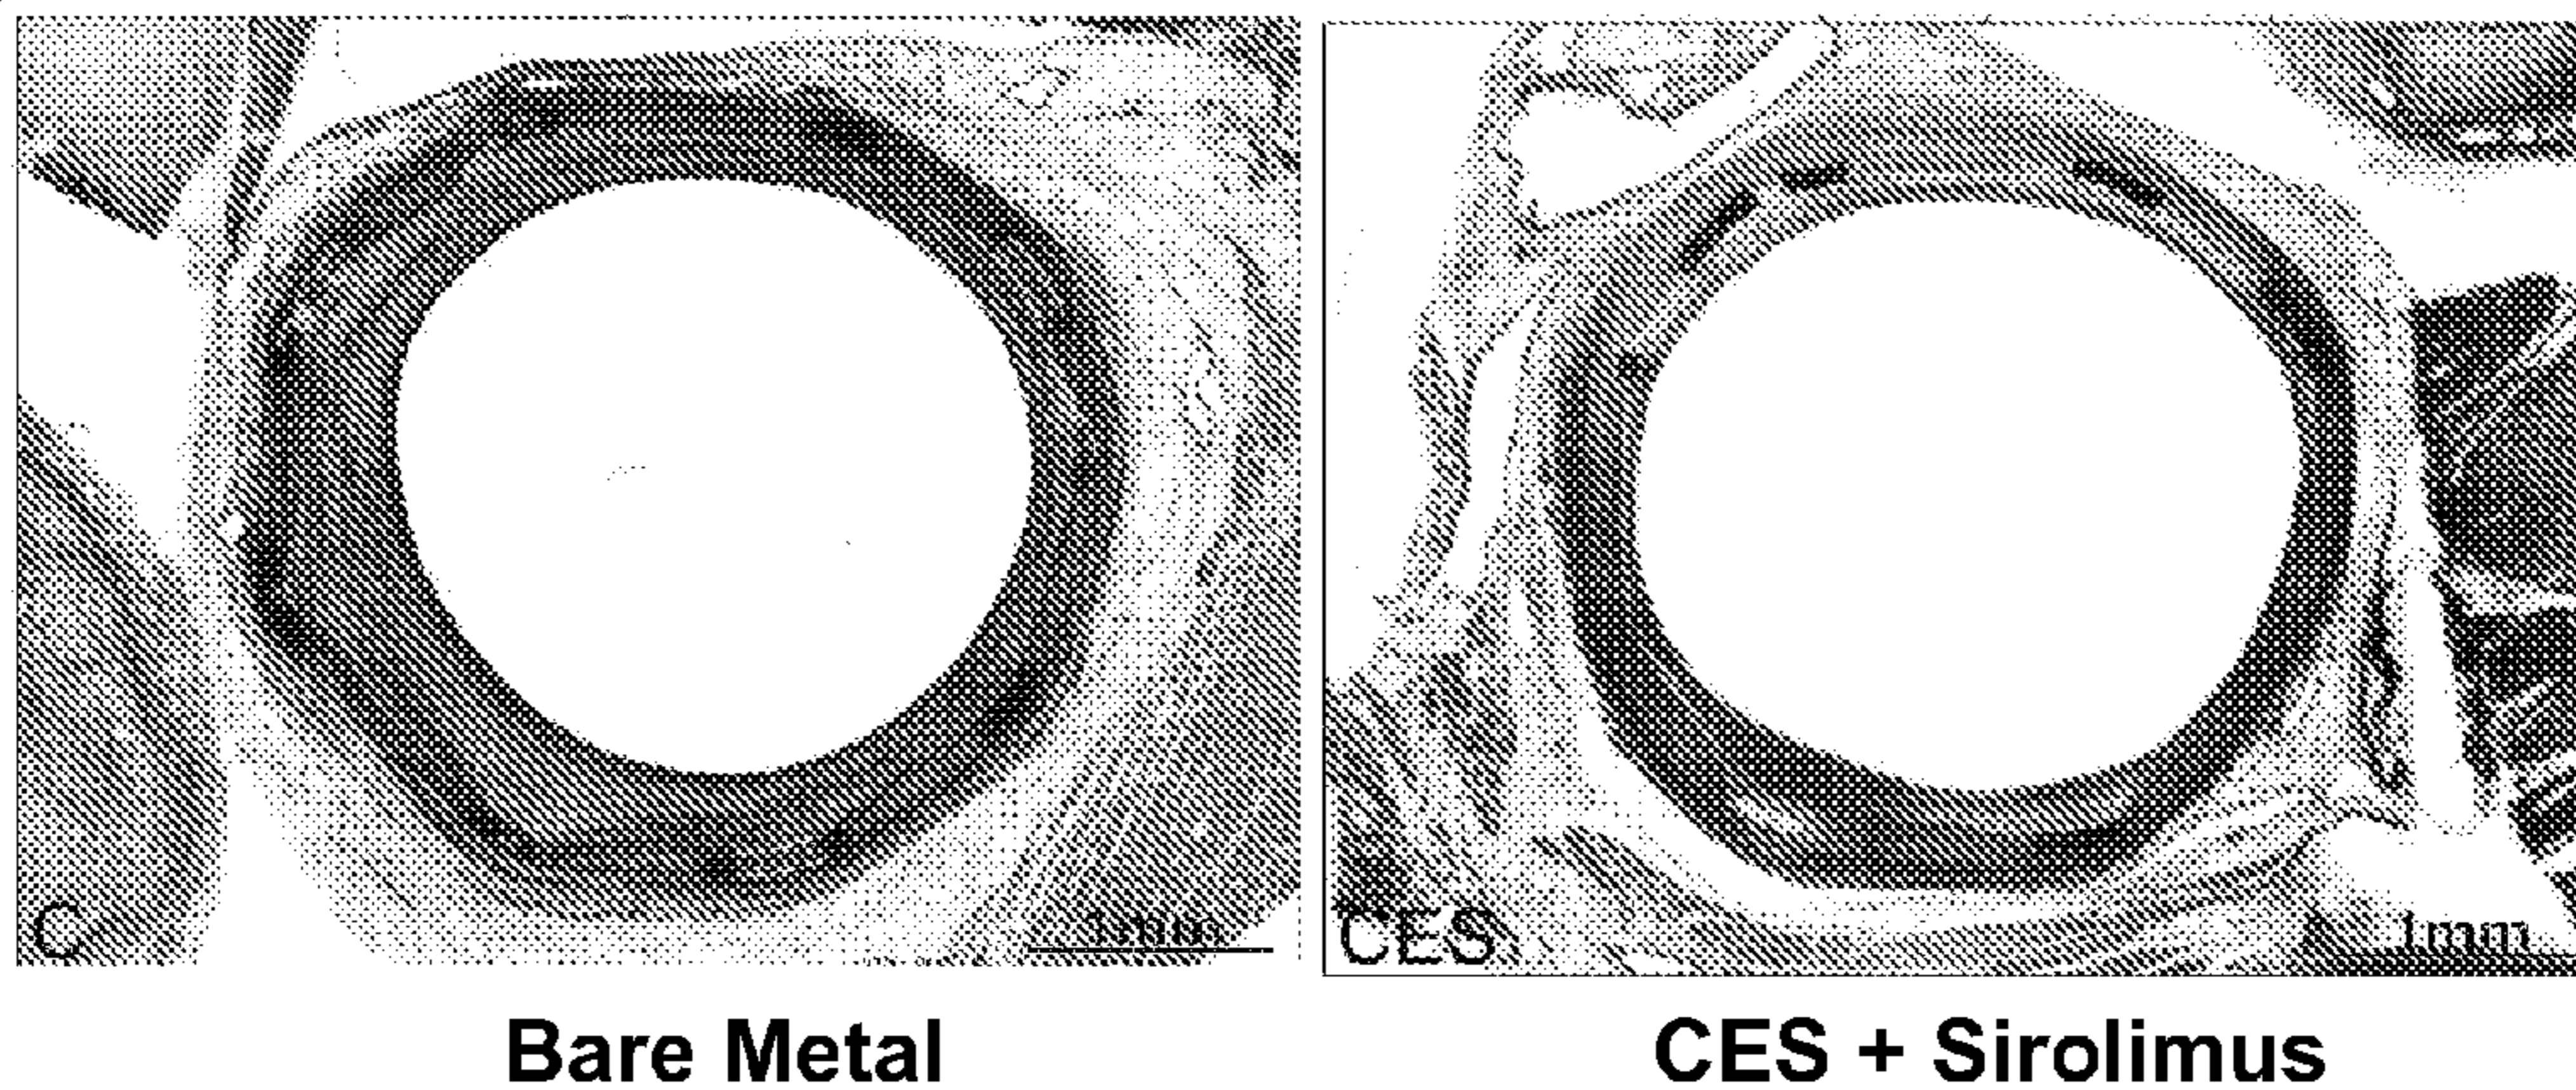 C
1mm
CES
1mm
Bare Metal
CES + Sirolimus